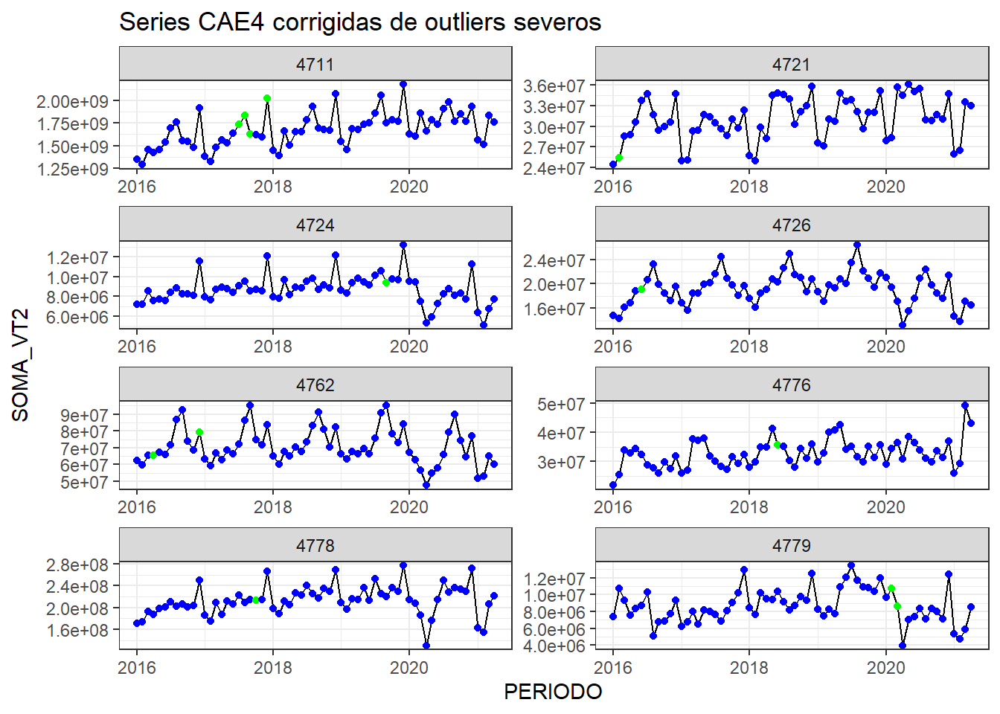 Series CAE4 corrigidas de outliers severos
4711
2.00e+09
1.75e+09
1.50e+09
1.25e+09
2016 2018 2020
4721
3.6e+07
3.3e+07
3.0e+07
2.7e+07
2.4e+07
2016 2018 2020
4724
1.2e+07
1.0e+07
8.0e+06
6.0e+06
2016 2018 2020
4726
2.4e+07
2.0e+07
1.6e+07
2016 2018 2020
4762
9e+07
8e+07
7e+07
6e+07
5e+07
2016 2018 2020
4776
5e+07
4e+07
3e+07
2016 2018 2020
4778
2.8e+08
2.4e+08
2.0e+08
1.6e+08
2016 2018 2020
4779
1.2e+07
1.0e+07
8.0e+06
6.0e+06
4.0e+06
2016 2018 2020
SOMA_VT2
PERIODO